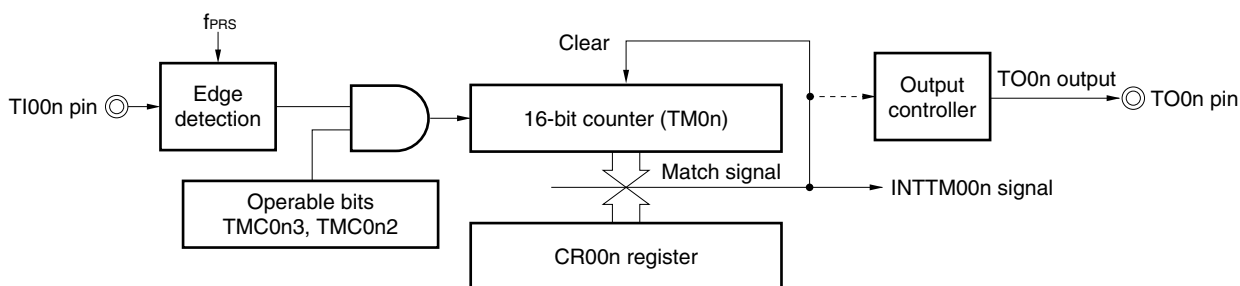 fPRS
Clear
TI00n pin
Edge
detection
16-bit counter (TM0n)
Output
controller
TO0n output
TO0n pin
Operable bits
TMC0n3, TMC0n2
Match signal
INTTM00n signal
CR00n register